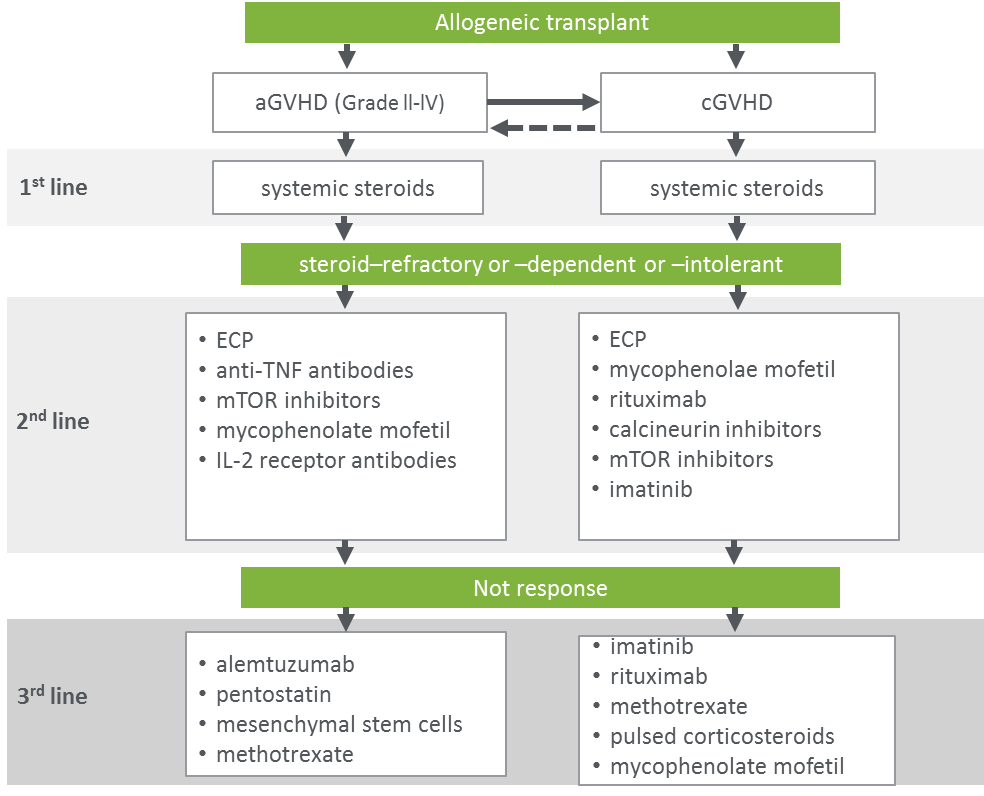 Allogeneic transplant
aGVHD (Grade II-IV)
cGVHD
1st line
systemic steroids
systemic steroids
steroid–refractory or –dependent or –intolerant
2nd line
• ECP
• anti-TNF antibodies
• mTOR inhibitors
• mycophenolate mofetil
• IL-2 receptor antibodies
• ECP
• mycophenolae mofetil
• rituximab
• calcineurin inhibitors
• mTOR inhibitors
• imatinib
Not response
3rd line
• alemtuzumab
• pentostatin
• mesenchymal stem cells
• methotrexate
• imatinib
• rituximab
• methotrexate
• pulsed corticosteroids
• mycophenolate mofetil